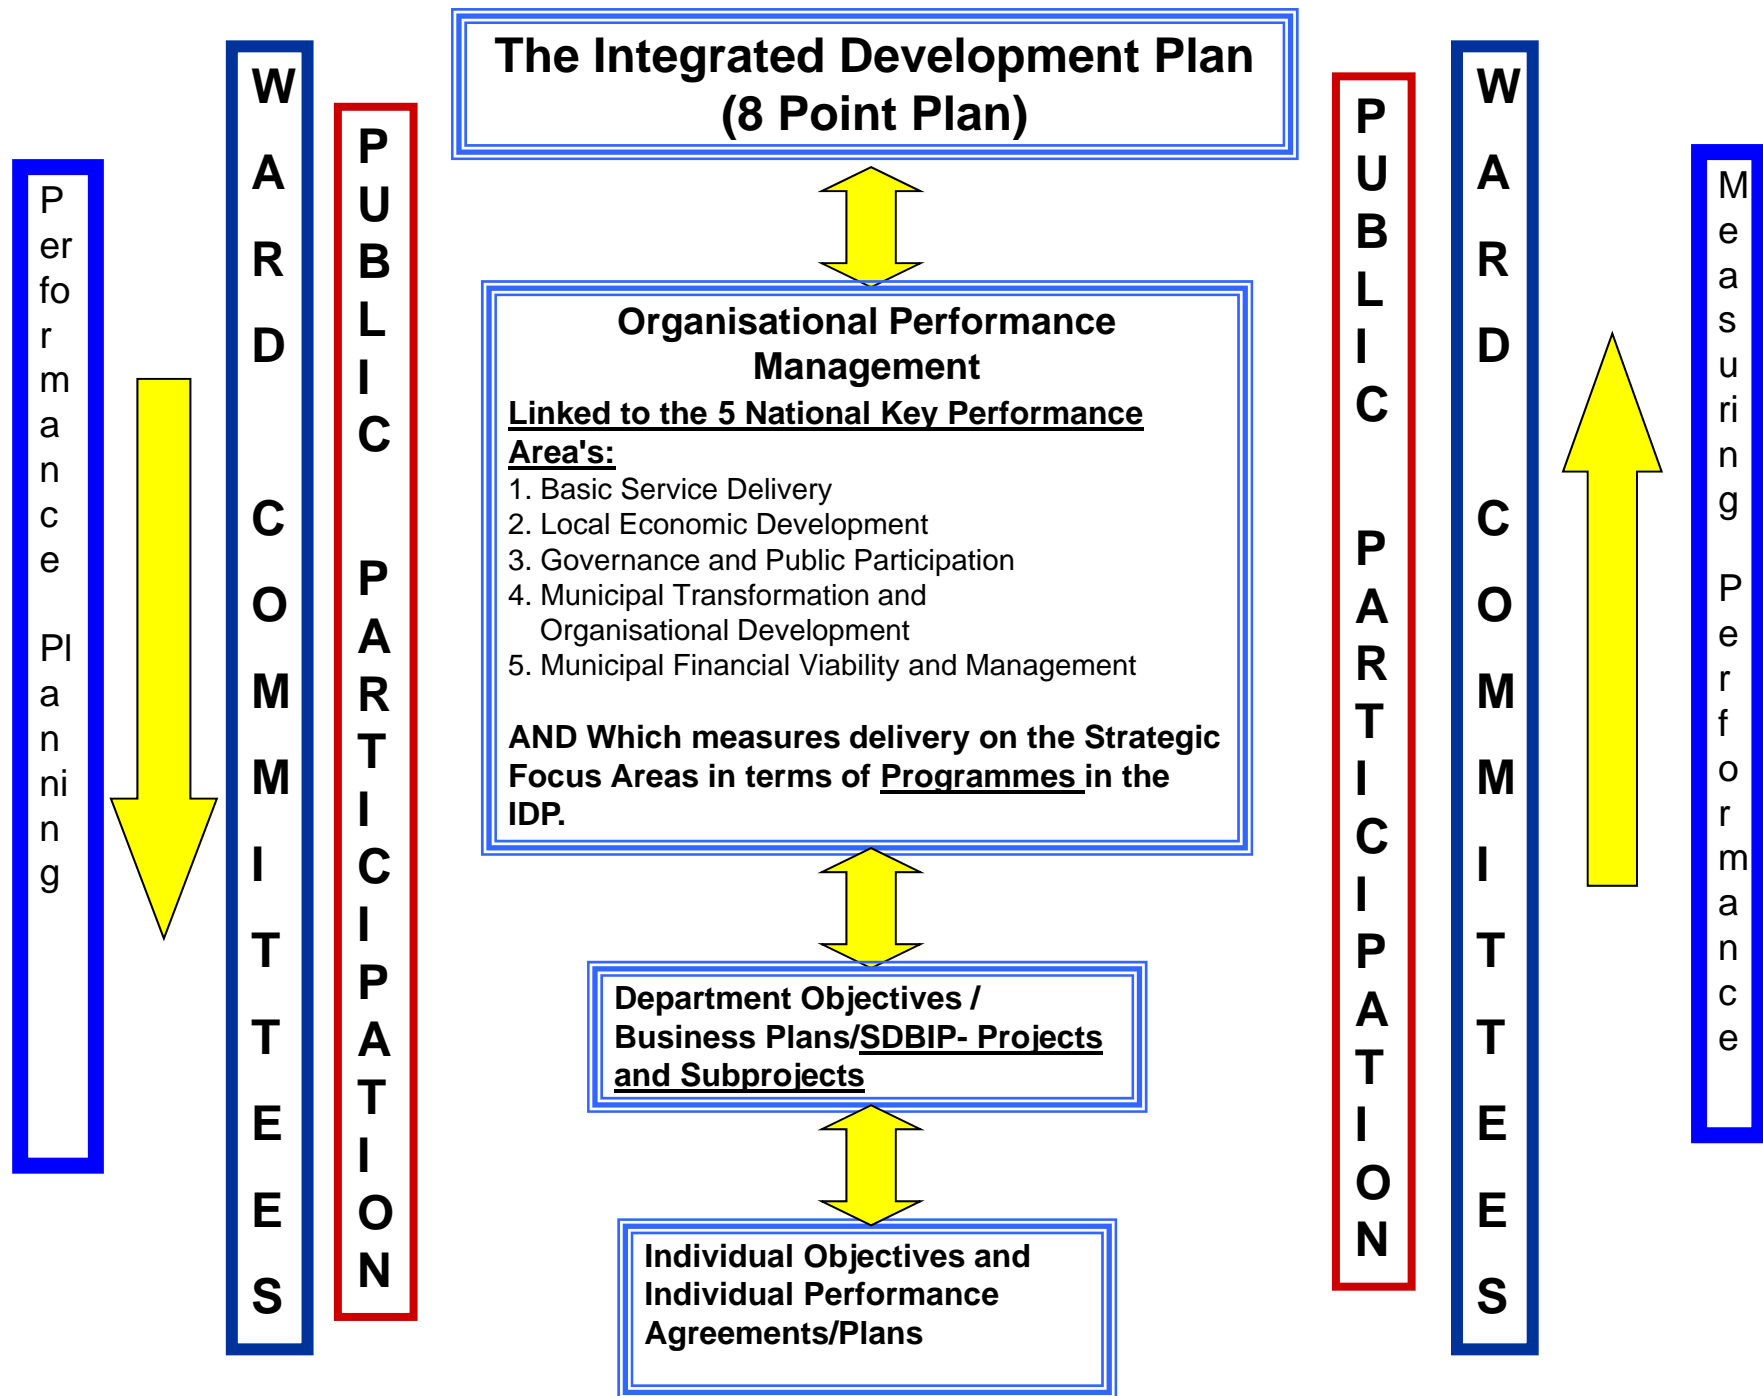 The Integrated Development Plan
(8 Point Plan)
Performance Planning
WARD COMMITTEES
PUBLIC PARTICIPATION
Organisational Performance
Management
Linked to the 5 National Key Performance
Area's:
1. Basic Service Delivery
2. Local Economic Development
3. Governance and Public Participation
4. Municipal Transformation and
Organisational Development
5. Municipal Financial Viability and Management
AND Which measures delivery on the Strategic
Focus Areas in terms of Programmes in the
IDP.
Department Objectives /
Business Plans/SDBIP- Projects
and Subprojects
Individual Objectives and
Individual Performance
Agreements/Plans
PUBLIC PARTICIPATION
WARD COMMITTEES
Measuring Performance